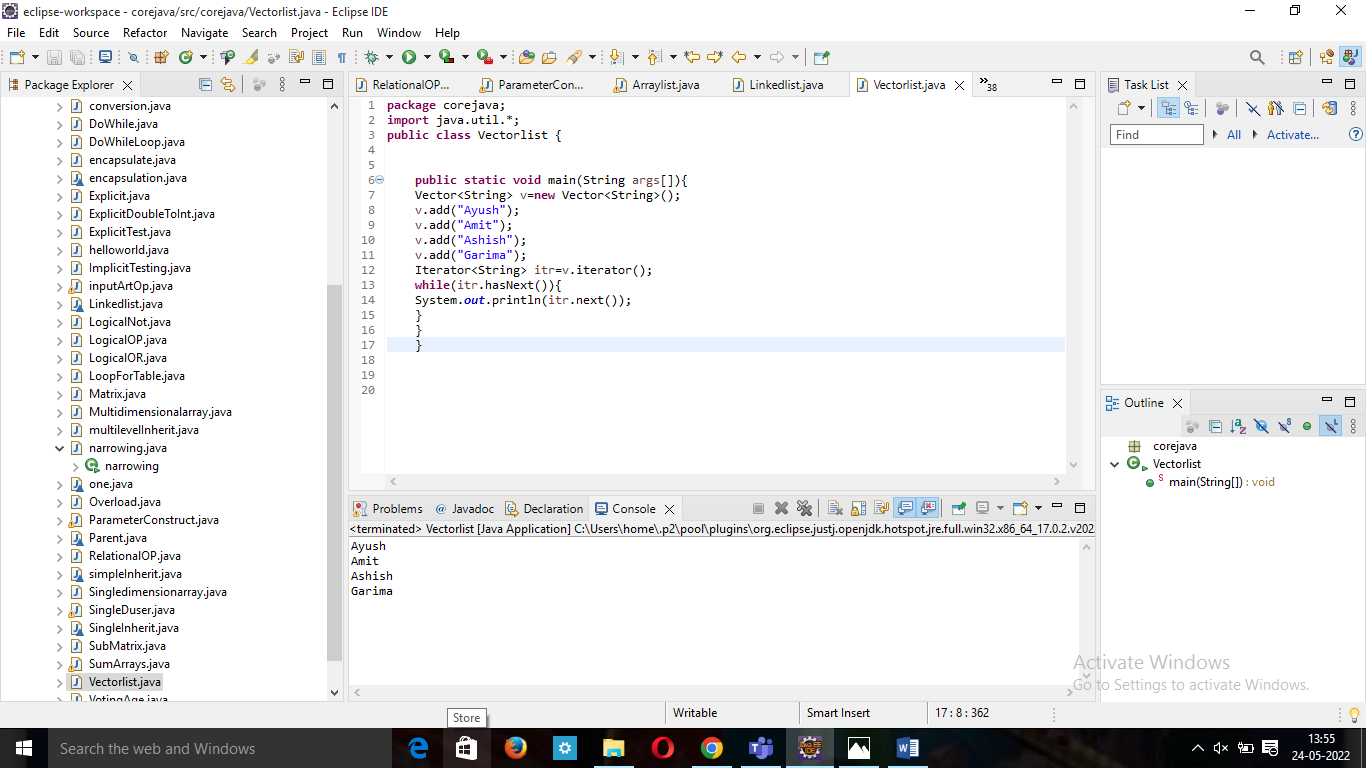 eclipse-workspace - corejava/src/corejava/Vectorlist.java - Eclipse IDE
File Edit Source Refactor Navigate Search Project Run Window Help
Package Explorer
conversion.java
DoWhile.java
DoWhileLoop.java
encapsulate.java
encapsulation.java
Explicit.java
ExplicitDoubleToInt.java
ExplicitTest.java
helloworld.java
ImplicitTesting.java
inputArtOp.java
Linkedlist.java
LogicalNot.java
LogicalOP.java
LogicalOR.java
LoopForTable.java
Matrix.java
Multidimensionalarray.java
multilevelInherit.java
narrowing.java
narrowing
one.java
Overload.java
ParameterConstruct.java
Parent.java
RelationalOP.java
simpleInherit.java
Singledimensionarray.java
SingleDuser.java
SingleInherit.java
SubMatrix.java
SumArrays.java
Vectorlist.java
VotingAge.java
RelationalOP... ParameterCon... Arraylist.java Linkedlist.java Vectorlist.java »38
1 package corejava;
2 import java.util.*;
3 public class Vectorlist {
4
5
6 public static void main(String args[]){
7 Vector<String> v=new Vector<String>();
8 v.add("Ayush");
9 v.add("Amit");
10 v.add("Ashish");
11 v.add("Garima");
12 Iterator<String> itr=v.iterator();
13 while(itr.hasNext()){
14 System.out.println(itr.next());
15 }
16 }
17 }
18
19
20
Problems @ Javadoc Declaration Console
<terminated> Vectorlist [Java Application] C:\Users\home\.p2\pool\plugins\org.eclipse.justj.openjdk.hotspot.jre.full.win32.x86_64_17.0.2.v202
Ayush
Amit
Ashish
Garima
Task List
Find All Activate...
Outline
corejava
Vectorlist
main(String[]) : void
Activate Windows
Go to Settings to activate Windows.
Store
Writable Smart Insert 17 : 8 : 362
Search the web and Windows
13:55
24-05-2022